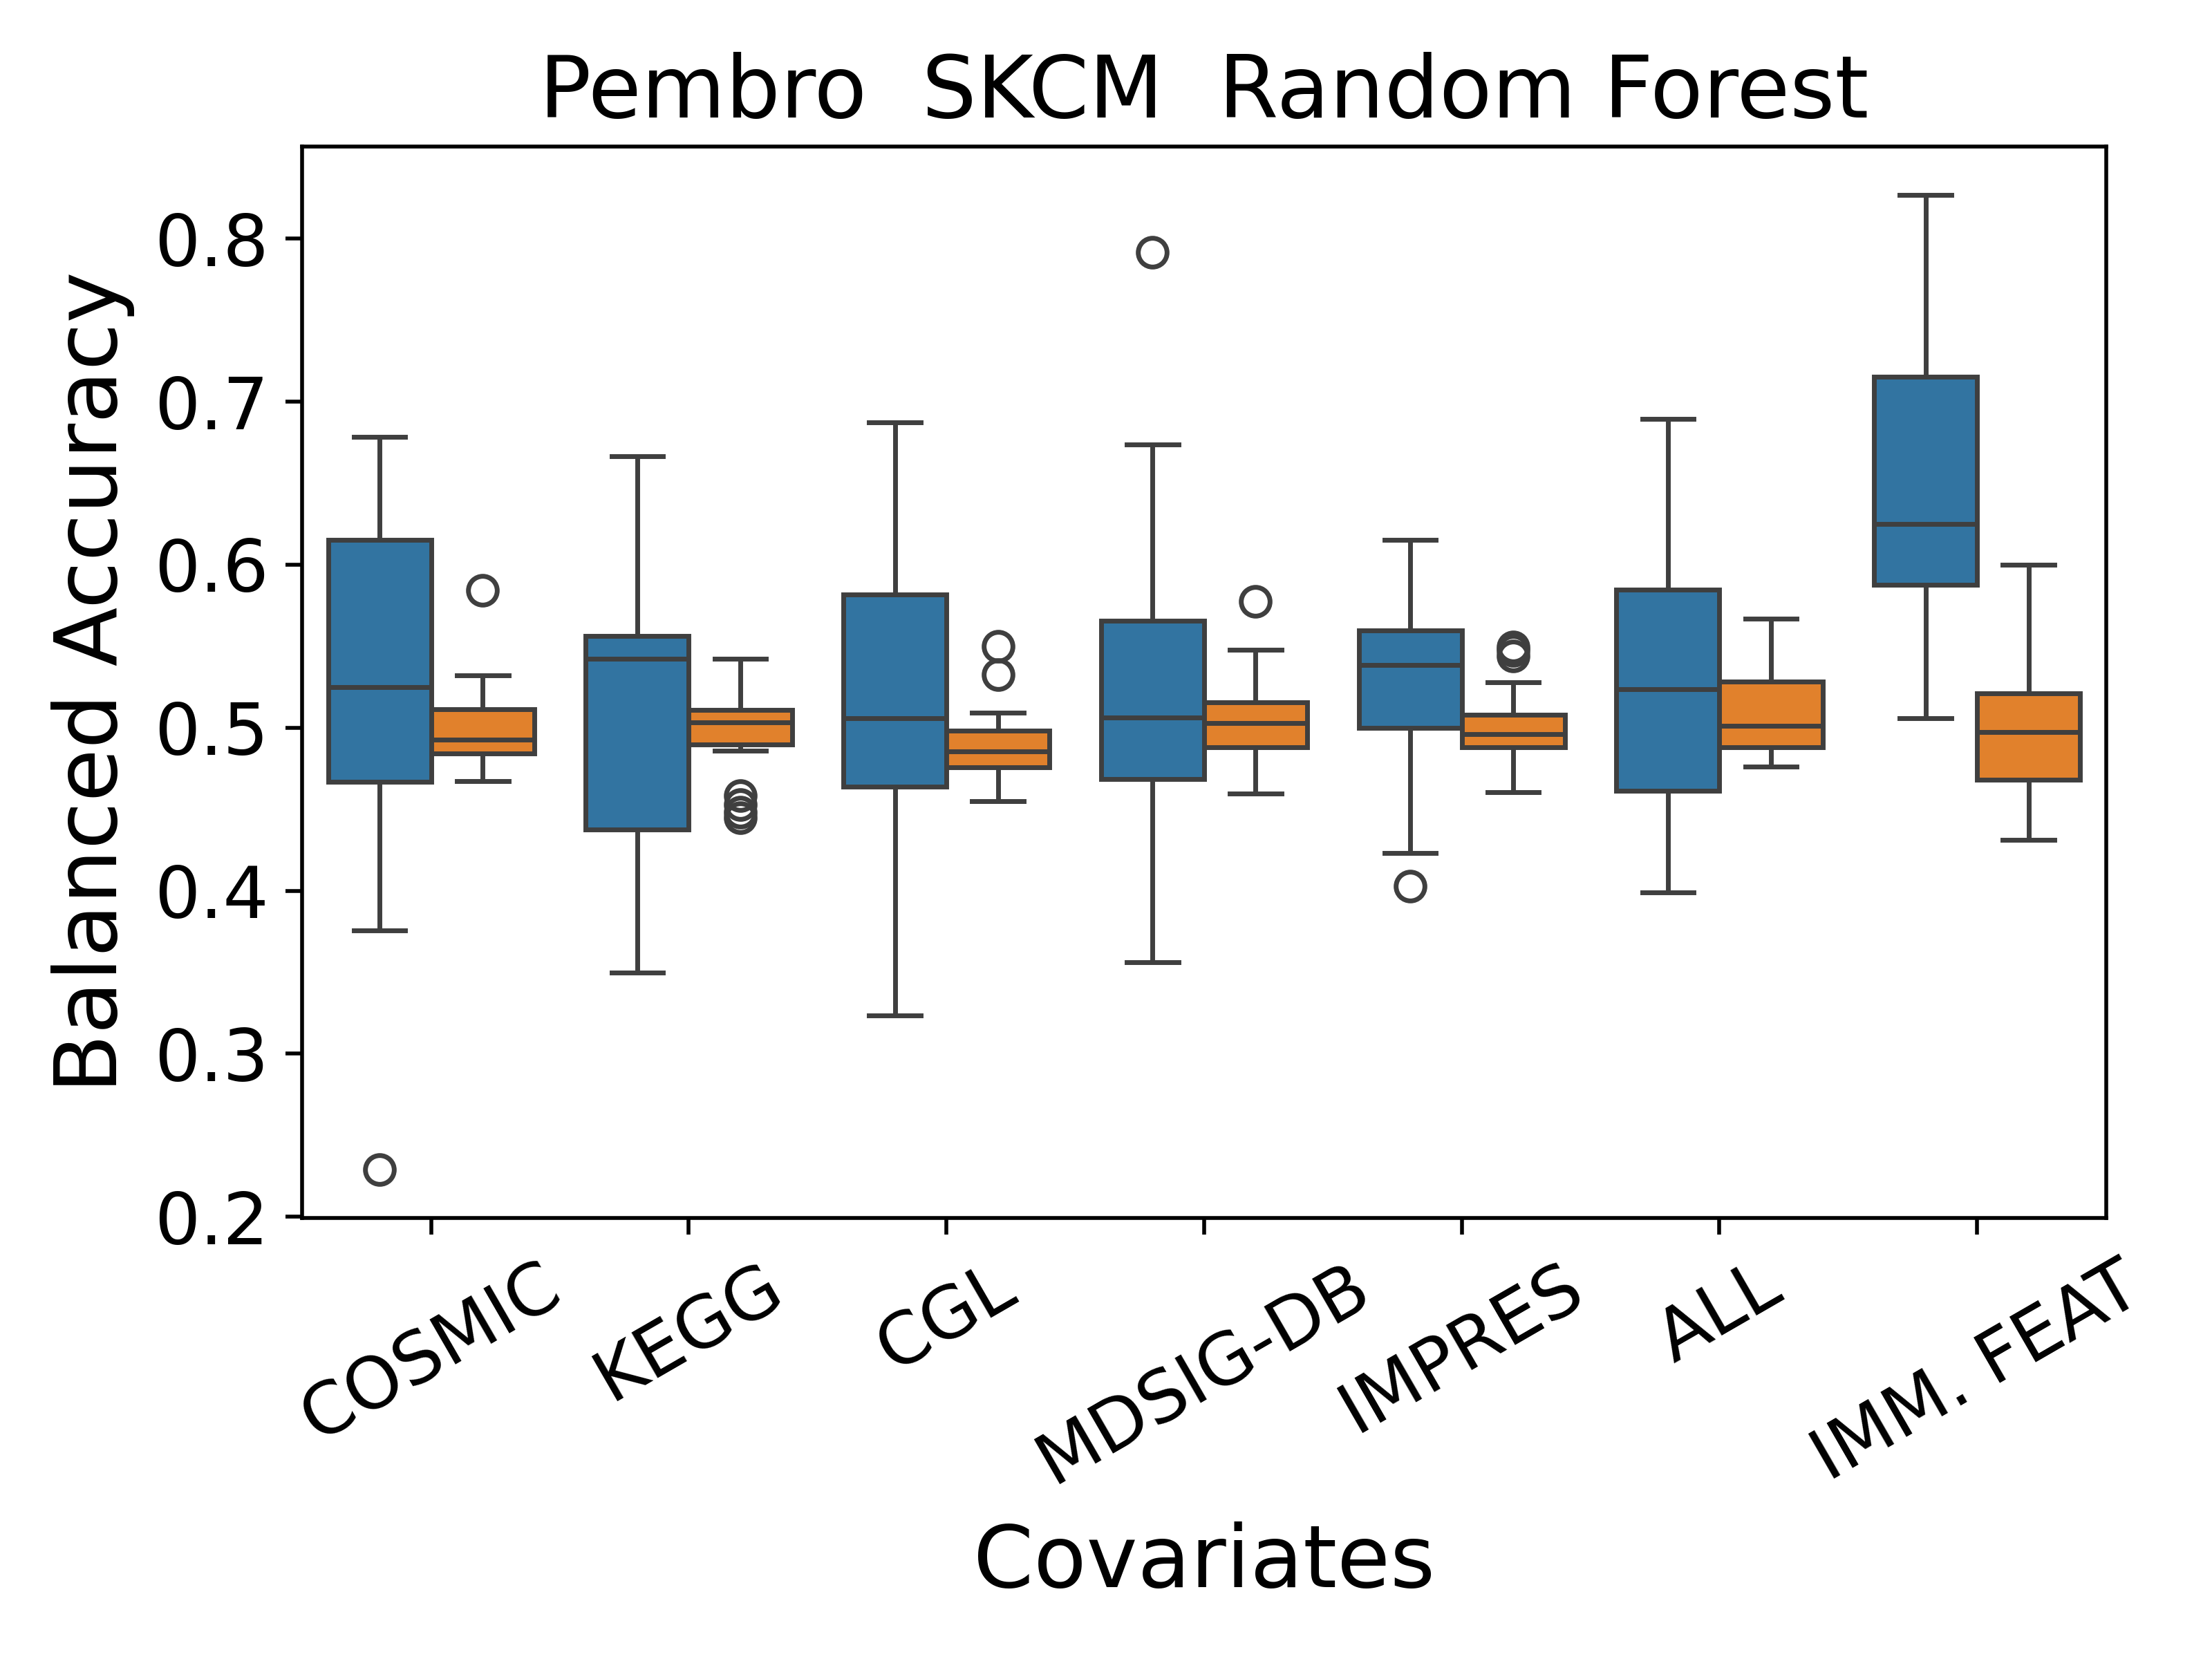 Pembro  SKCM  Random Forest
Balanced Accuracy
0.8
0.7
0.6
0.5
0.4
0.3
0.2
COSMIC
KEGG
CGL
MDSIG-DB
IMPRES
ALL
IMM. FEAT
Covariates